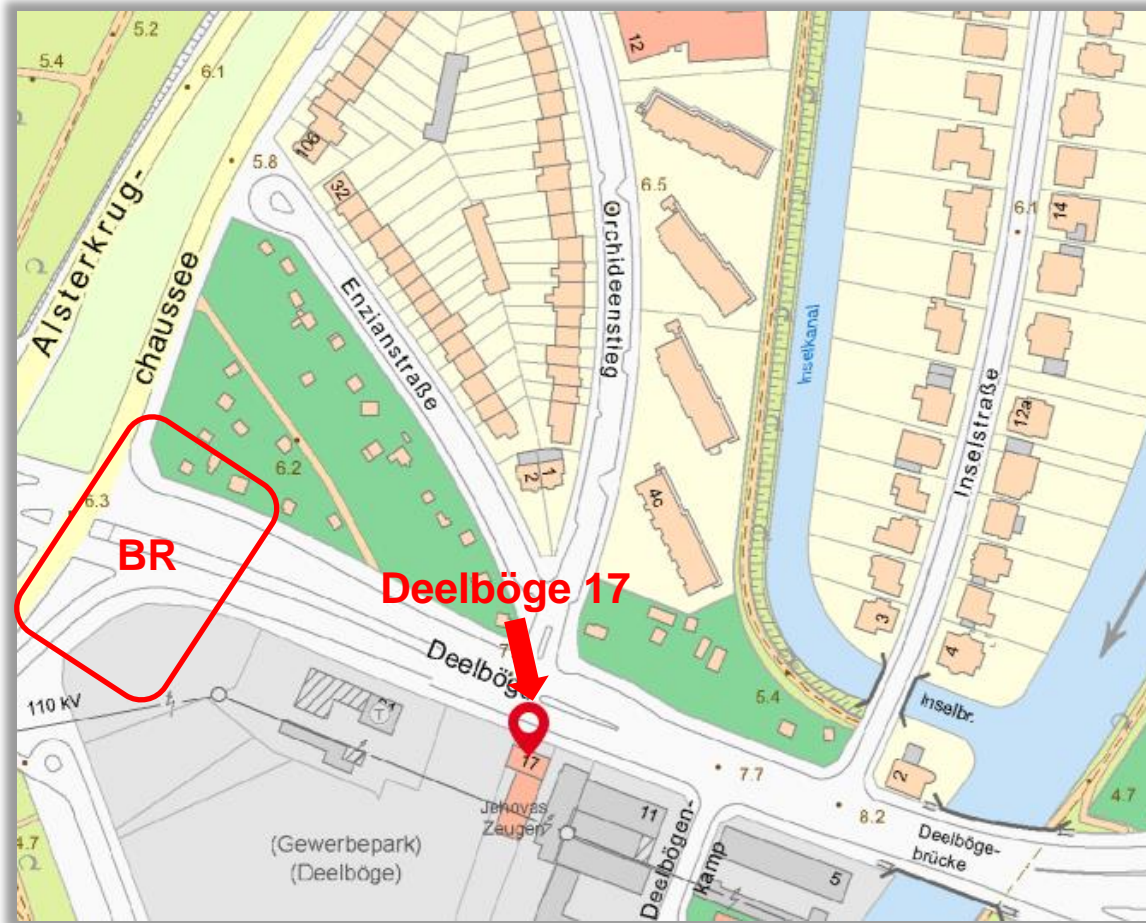 5.2
5.4
6.1
12
Alsterkrug-
chaussee
5.8
106
32
6.5
Orchideenstieg
Enzianstraße
Inselkanal
6.1
14
12a
Inselstraße
6.2
2
1
4c
6.3
BR
Deelböge 17
3
4
7
Deelböge
5.4
Inselbr.
110 kV
T
17
Jehovas
Zeugen
11
7.7
2
8.2
4.7
4.7
(Gewerbepark)
(Deelböge)
Deelbögen-
kamp
5
Deelböge-
brücke